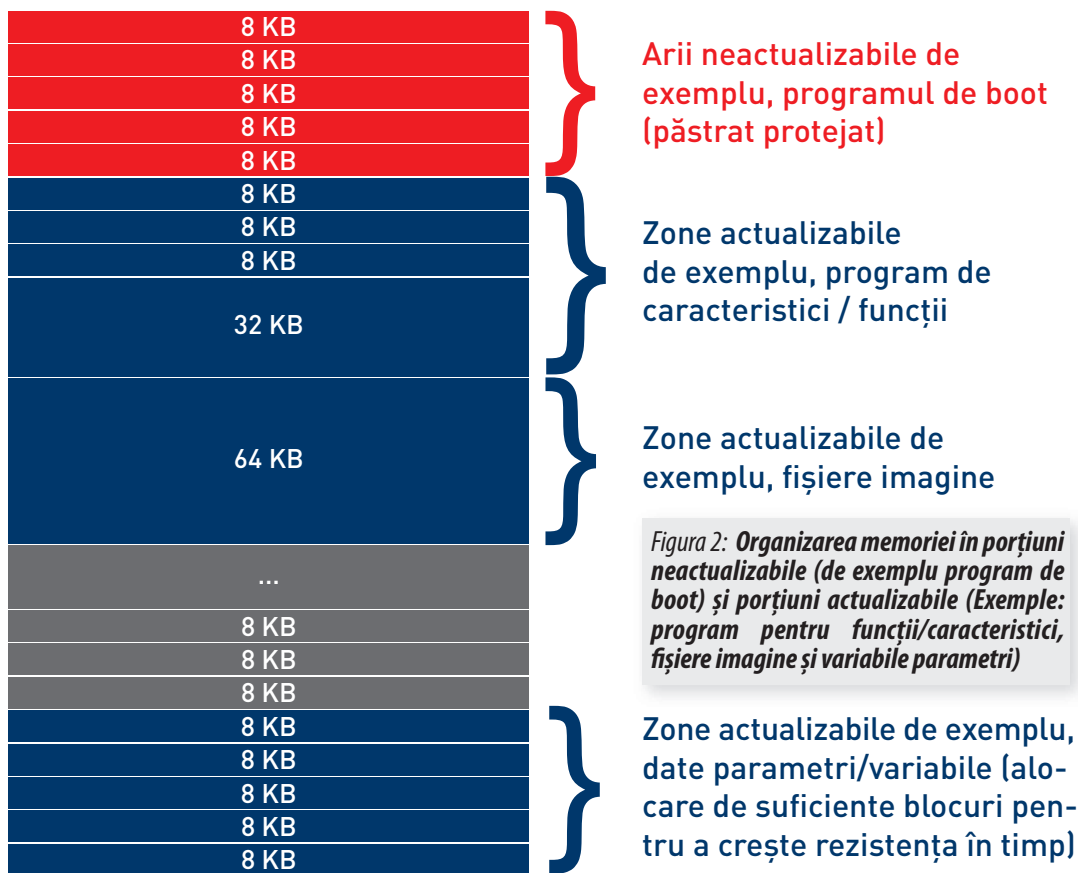 8 KB
8 KB
8 KB
8 KB
8 KB
Arii neactualizabile de
exemplu, programul de boot
(păstrat protejat)
8 KB
8 KB
8 KB
32 KB
Zone actualizabile
de exemplu, program de
caracteristici / funcții
64 KB
Zone actualizabile de
exemplu, fișiere imagine
Figura 2: Organizarea memoriei în porțiuni
neactualizabile (de exemplu program de
boot) și porțiuni actualizabile (Exemple:
program pentru funcții/caracteristici,
fișiere imagine și variabile parametri)
...
8 KB
8 KB
8 KB
8 KB
8 KB
8 KB
8 KB
8 KB
Zone actualizabile de exemplu,
date parametri/variabile (alo-
care de suficiente blocuri pen-
tru a crește rezistența în timp)